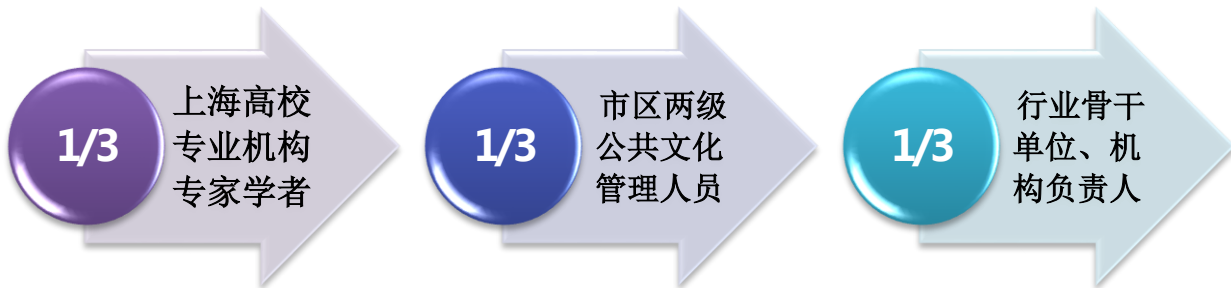 1/3
上海高校
专业机构
专家学者
1/3
市区两级
公共文化
管理人员
1/3
行业骨干
单位、机
构负责人